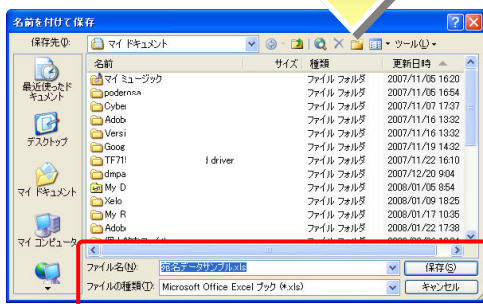 名前を付けて保存
保存先(I): マイ ドキュメント ツール(L)
名前 サイズ 種類 更新日時
マイ ミュージック ファイル フォルダ 2007/11/05 16:20
poderosa ファイル フォルダ 2007/11/05 16:54
Cybe ファイル フォルダ 2007/11/07 17:37
Adob ファイル フォルダ 2007/11/16 13:32
Versi ファイル フォルダ 2007/11/16 13:32
Goog ファイル フォルダ 2007/11/19 14:32
TF71 driver ファイル フォルダ 2007/11/22 16:10
dmpa ファイル フォルダ 2007/12/20 9:04
My D ファイル フォルダ 2008/01/05 8:54
Xelo ファイル フォルダ 2008/01/09 18:25
My R ファイル フォルダ 2008/01/17 10:35
Adob ファイル フォルダ 2008/01/22 17:38
最近使ったドキュメント
デスクトップ
マイ ドキュメント
マイ コンピュータ
ファイル名(N): 宛名データサンプル.xls 保存(S)
ファイルの種類(T): Microsoft Office Excel ブック (*.xls) キャンセル